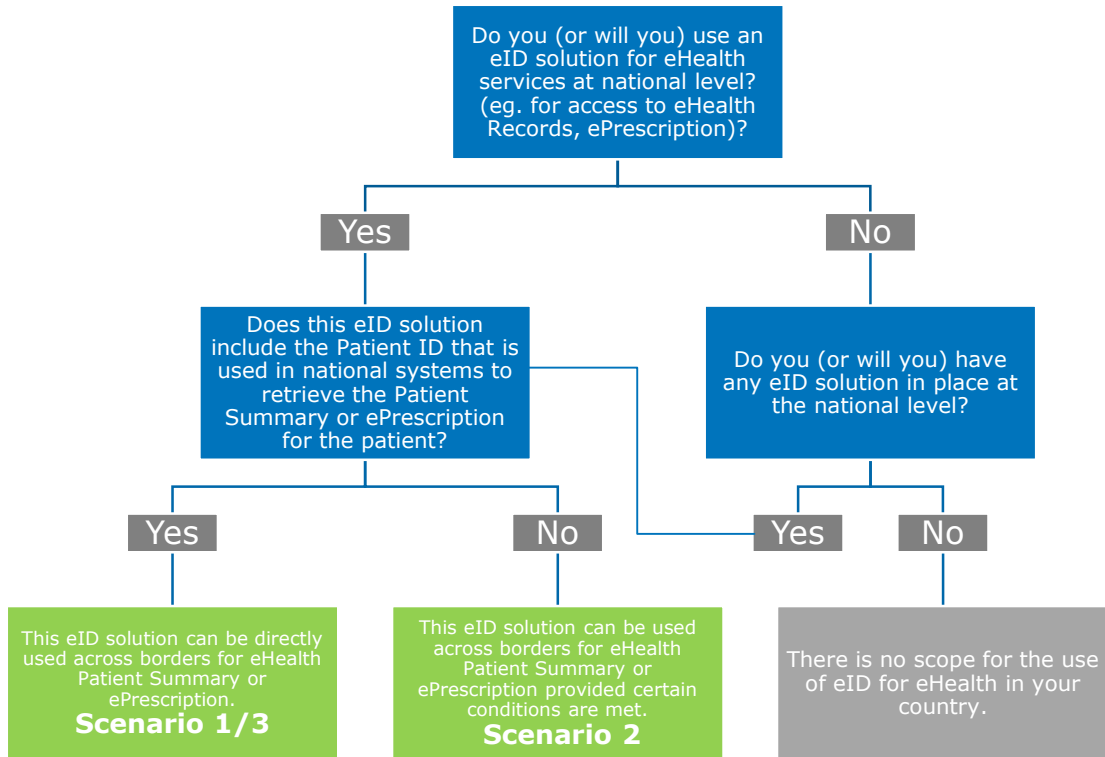 Do you (or will you) use an
eID solution for eHealth
services at national level?
(eg. for access to eHealth
Records, ePrescription)?
Yes
No
Does this eID solution
include the Patient ID that is
used in national systems to
retrieve the Patient
Summary or ePrescription
for the patient?
Do you (or will you) have
any eID solution in place at
the national level?
Yes
No
Yes
No
This eID solution can be directly
used across borders for eHealth
Patient Summary or
ePrescription.
Scenario 1/3
This eID solution can be used
across borders for eHealth
Patient Summary or
ePrescription provided certain
conditions are met.
Scenario 2
There is no scope for the use
of eID for eHealth in your
country.